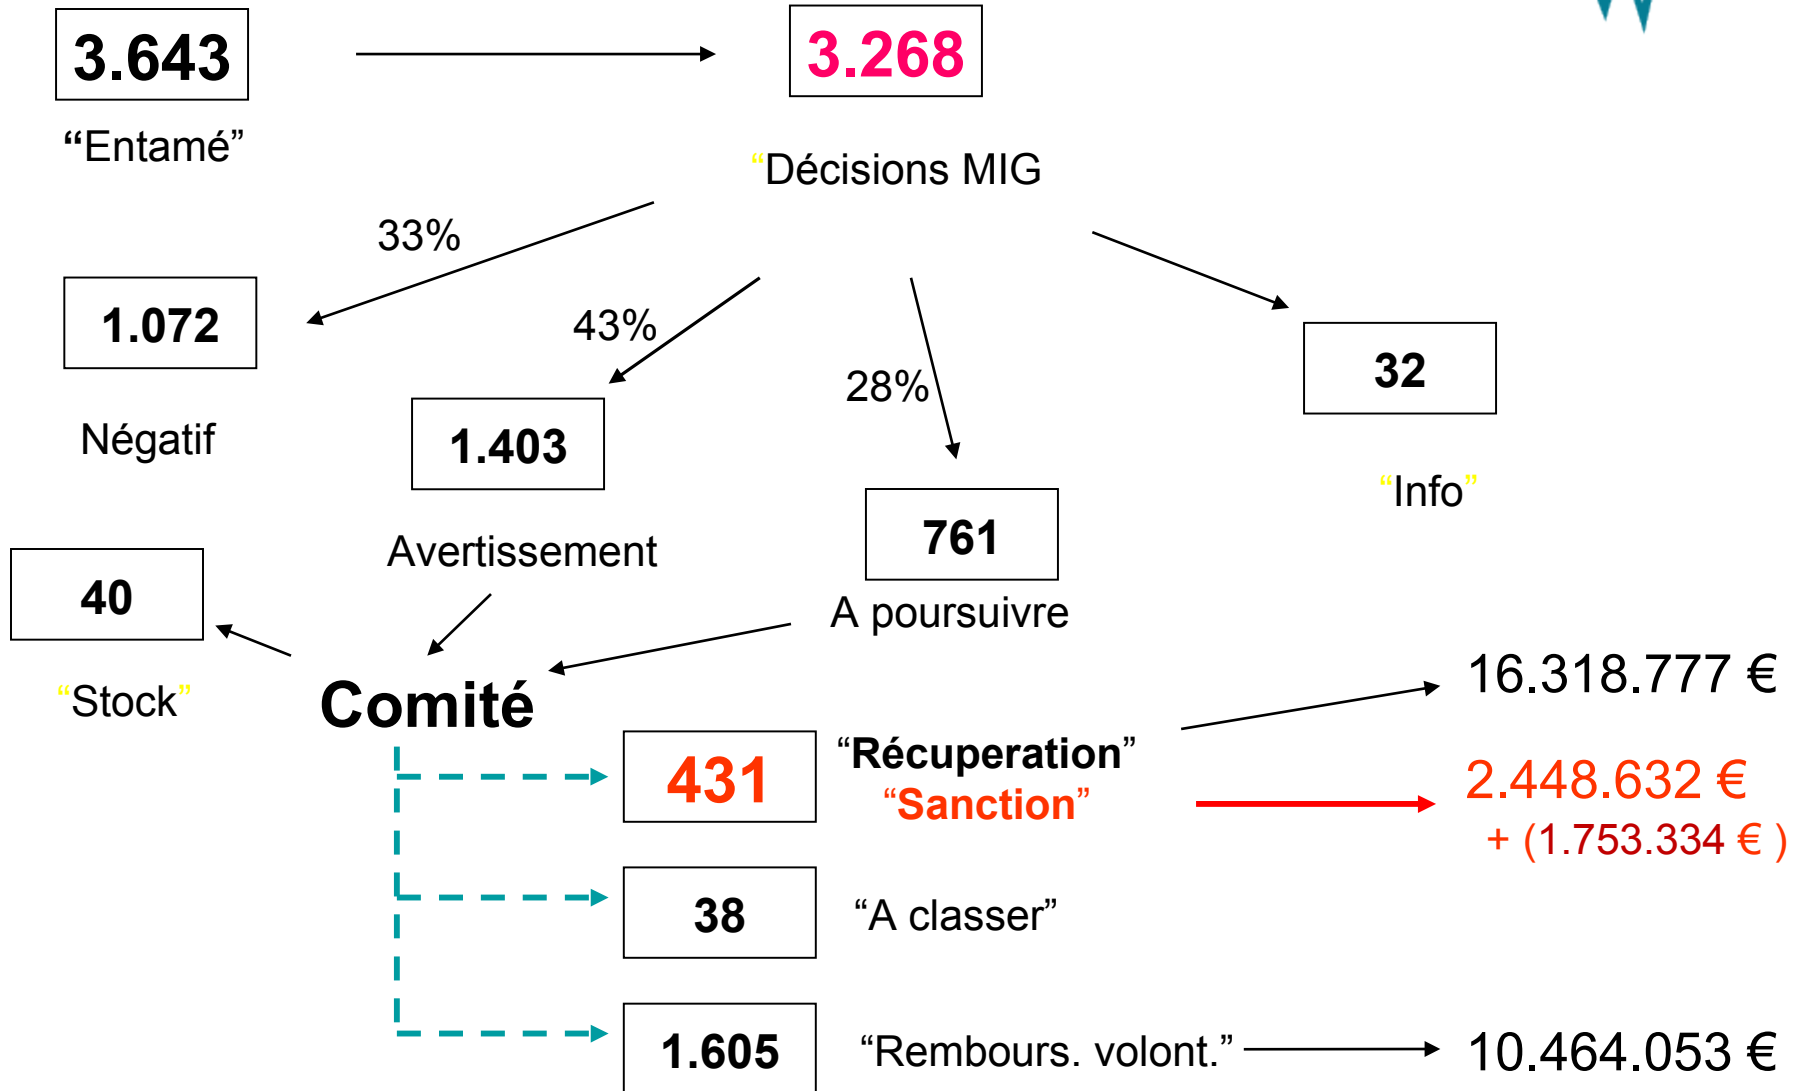 3.643
3.268
“Entamé”
“Décisions MIG
33%
1.072
43%
28%
32
Négatif
1.403
“Info”
761
Avertissement
40
A poursuivre
“Stock”
Comité
16.318.777 €
431
“Récuperation”
“Sanction”
2.448.632 €
+ (1.753.334 € )
38
“A classer”
1.605
“Rembours. volont.”
10.464.053 €